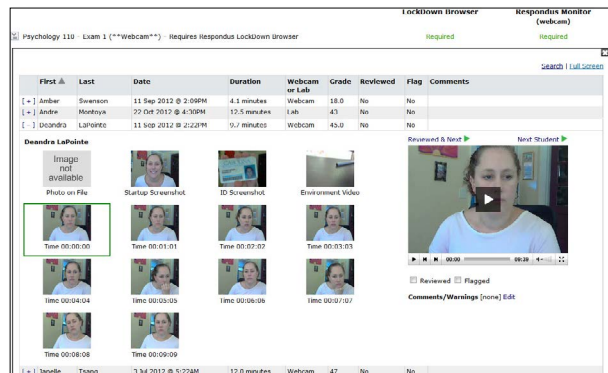 LockDown Browser
Respondus Monitor
(webcam)
Psychology 110 - Exam 1 (**Webcam**) - Requires Respondus LockDown Browser
Required
Required
Search | Full Screen
First Last Date Duration Webcam or Lab Grade Reviewed Flag Comments
[ + ] Amber Swenson 11 Sep 2012 @ 2:09PM 4.1 minutes Webcam 18.0 No No
[ + ] Andre Montoya 22 Oct 2012 @ 4:30PM 12.5 minutes Lab 43 No No
[ - ] Deandra LaPointe 11 Sep 2012 @ 2:22PM 9.7 minutes Webcam 45.0 No No
Deandra LaPointe
Reviewed & Next
Next Student
Image
not
available
Photo on File
Startup Screenshot
ID Screenshot
Environment Video
Time 00:00:00
Time 00:01:01
Time 00:02:02
Time 00:03:03
00:00
09:39
Time 00:04:04
Time 00:05:05
Time 00:06:06
Time 00:07:07
Reviewed
Flagged
Comments/Warnings [none] Edit
Time 00:08:08
Time 00:09:09
[ + ] Janelle Tsang 3 Jul 2012 @ 5:22AM 12.0 minutes Webcam 47 No No